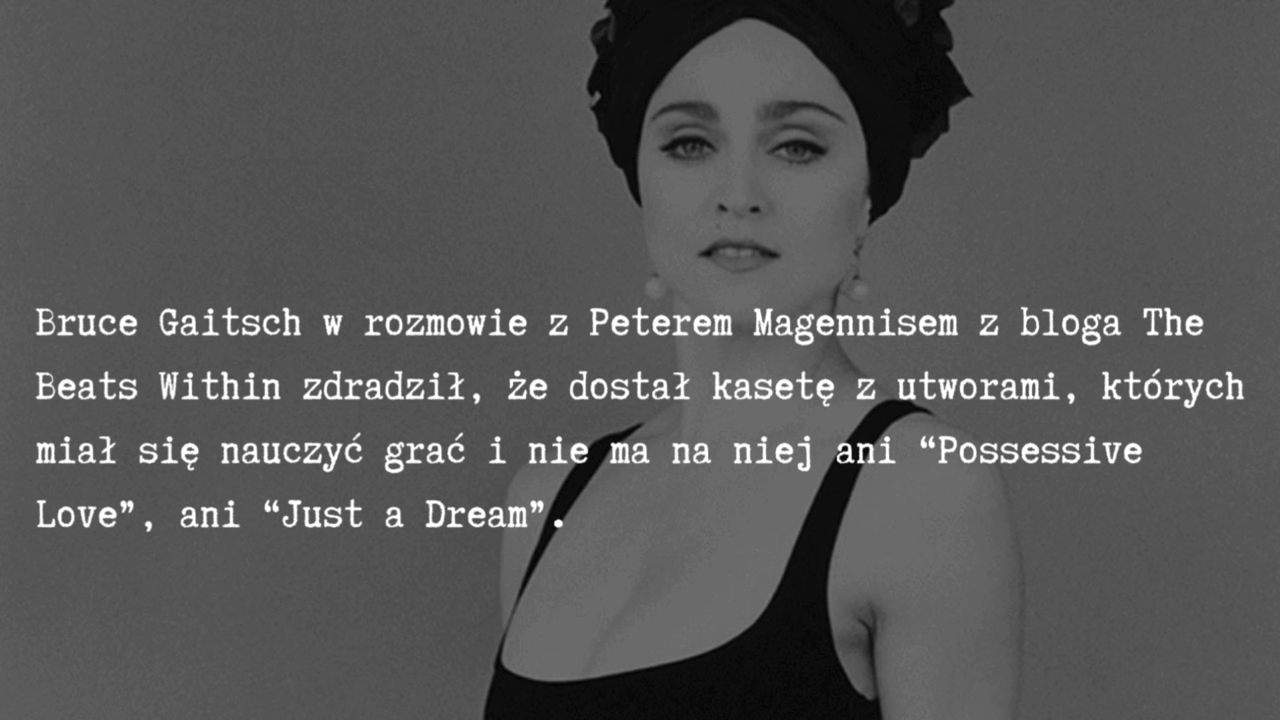 Bruce Gaitsch w rozmowie z Peterem Magennisem z bloga The
Beats Within zdradził, że dostał kasetę z utworami, których
miał się nauczyć grać i nie ma na niej ani “Possessive
Love”, ani “Just a Dream”.